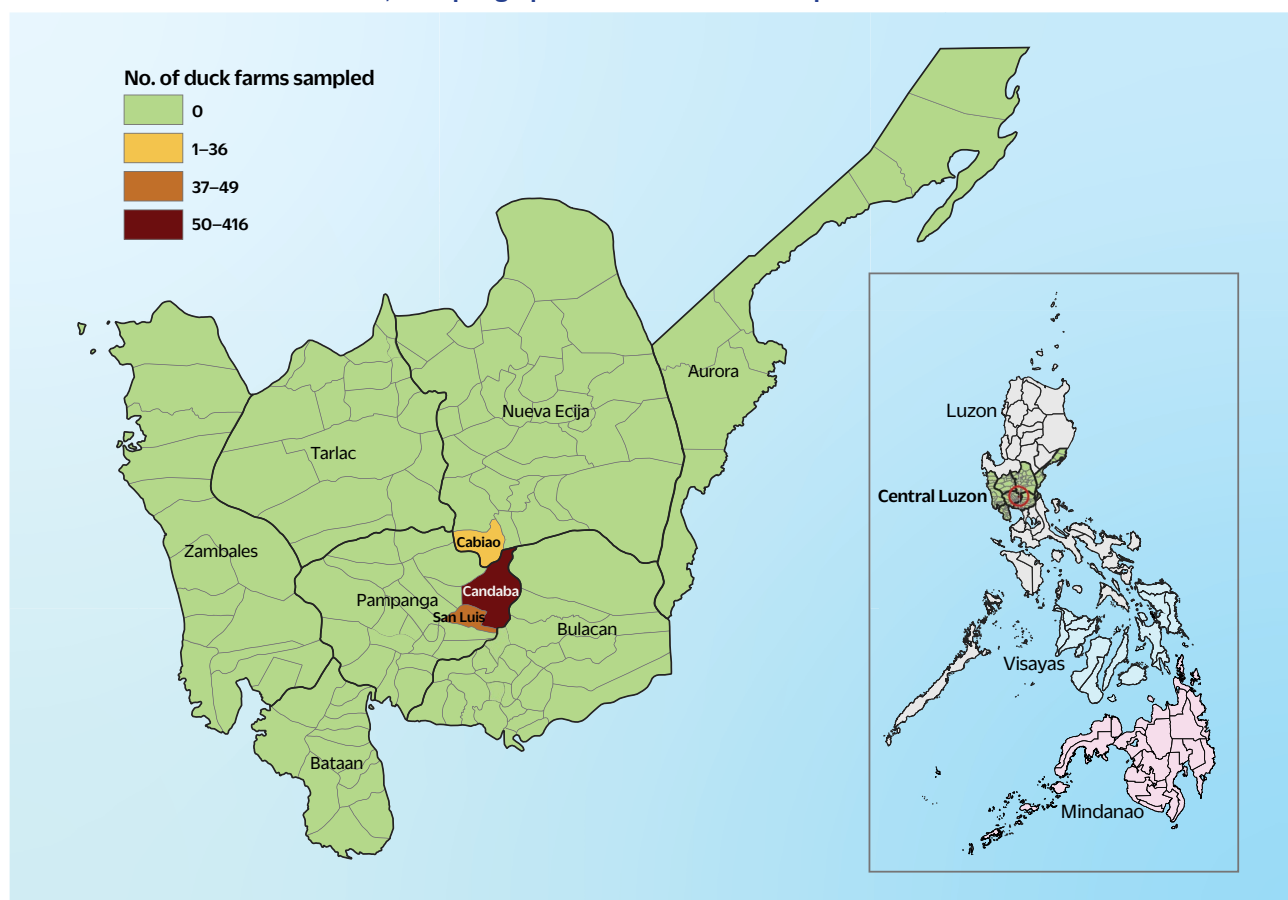 No. of duck farms sampled
0
1–36
37–49
50–416
Aurora
Nueva Ecija
Tarlac
Cabiao
Zambales
Candaba
Pampanga
San Luis
Bulacan
Bataan
Luzon
Central Luzon
Visayas
Mindanao